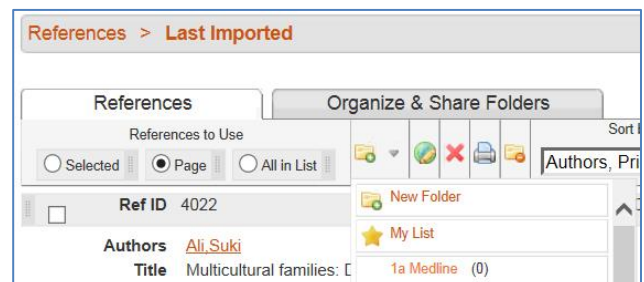 References > Last Imported
References Organize & Share Folders
References to Use
Selected Page All in List
Authors, Pri
New Folder
Ref ID 4022
My List
Authors Ali,Suki
1a Medline (0)
Title Multicultural families: